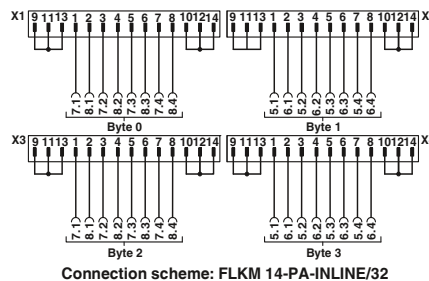 X1 9 11 13 1 2 3 4 5 6 7 8 10 12 14
9 11 13 1 2 3 4 5 6 7 8 10 12 14 X
7.1 8.1 7.2 8.2 7.3 8.3 7.4 8.4
5.1 6.1 5.2 6.2 5.3 6.3 5.4 6.4
Byte 0
Byte 1
X3 9 11 13 1 2 3 4 5 6 7 8 10 12 14
9 11 13 1 2 3 4 5 6 7 8 10 12 14 X
7.1 8.1 7.2 8.2 7.3 8.3 7.4 8.4
5.1 6.1 5.2 6.2 5.3 6.3 5.4 6.4
Byte 2
Byte 3
Connection scheme: FLKM 14-PA-INLINE/32